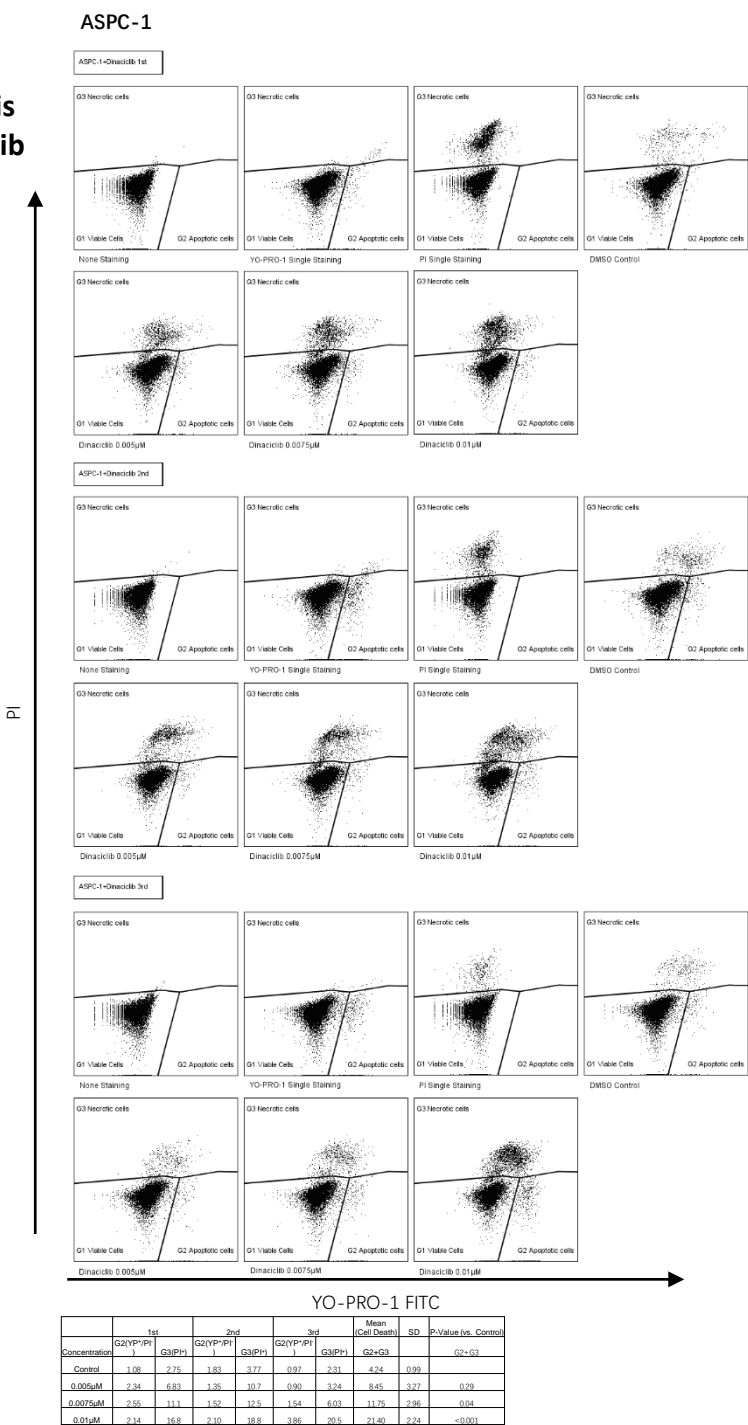 ASPC-1
is
ib
ASPC-1+Dinaciclib 1st
G3 Necrotic cells
G3 Necrotic cells
G3 Necrotic cells
G3 Necrotic cells
G1 Viable Cells G2 Apoptotic cells
G1 Viable Cells G2 Apoptotic cells
G1 Viable Cells G2 Apoptotic cells
G1 Viable Cells G2 Apoptotic cells
None Staining
YO-PRO-1 Single Staining
PI Single Staining
DMSO Control
G3 Necrotic cells
G3 Necrotic cells
G3 Necrotic cells
G1 Viable Cells G2 Apoptotic cells
G1 Viable Cells G2 Apoptotic cells
G1 Viable Cells G2 Apoptotic cells
Dinaciclib 0.005μM
Dinaciclib 0.0075μM
Dinaciclib 0.01μM
ASPC-1+Dinaciclib 2nd
G3 Necrotic cells
G3 Necrotic cells
G3 Necrotic cells
G3 Necrotic cells
G1 Viable Cells G2 Apoptotic cells
G1 Viable Cells G2 Apoptotic cells
G1 Viable Cells G2 Apoptotic cells
G1 Viable Cells G2 Apoptotic cells
None Staining
YO-PRO-1 Single Staining
PI Single Staining
DMSO Control
PI
G3 Necrotic cells
G3 Necrotic cells
G3 Necrotic cells
G1 Viable Cells G2 Apoptotic cells
G1 Viable Cells G2 Apoptotic cells
G1 Viable Cells G2 Apoptotic cells
Dinaciclib 0.005μM
Dinaciclib 0.0075μM
Dinaciclib 0.01μM
ASPC-1+Dinaciclib 3rd
G3 Necrotic cells
G3 Necrotic cells
G3 Necrotic cells
G3 Necrotic cells
G1 Viable Cells G2 Apoptotic cells
G1 Viable Cells G2 Apoptotic cells
G1 Viable Cells G2 Apoptotic cells
G1 Viable Cells G2 Apoptotic cells
None Staining
YO-PRO-1 Single Staining
PI Single Staining
DMSO Control
G3 Necrotic cells
G3 Necrotic cells
G3 Necrotic cells
G1 Viable Cells G2 Apoptotic cells
G1 Viable Cells G2 Apoptotic cells
G1 Viable Cells G2 Apoptotic cells
Dinaciclib 0.005μM
Dinaciclib 0.0075μM
Dinaciclib 0.01μM
YO-PRO-1 FITC
1st 2nd 3rd Mean (Cell Death) SD P-Value (vs. Control)
Concentration G2(YP⁺/PI⁻) G3(PI⁺) G2(YP⁺/PI⁻) G3(PI⁺) G2(YP⁺/PI⁻) G3(PI⁺) G2+G3 G2+G3
Control 1.08 2.75 1.83 3.77 0.97 2.31 4.24 0.99
0.005μM 2.34 6.83 1.35 10.7 0.90 3.24 8.45 3.27 0.29
0.0075μM 2.55 11.1 1.52 12.5 1.54 6.03 11.75 2.96 0.04
0.01μM 2.14 16.8 2.10 18.8 3.86 20.5 21.40 2.24 <0.001